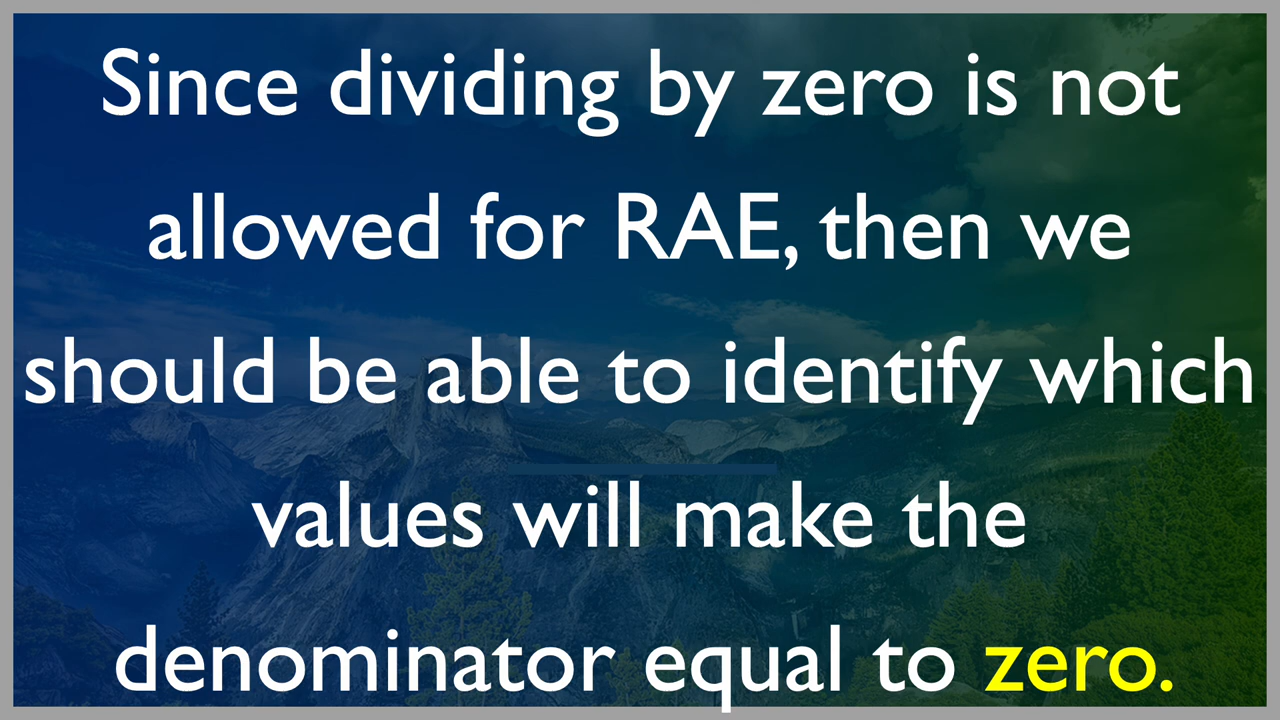 Since dividing by zero is not
allowed for RAE, then we
should be able to identify which
values will make the
denominator equal to zero.